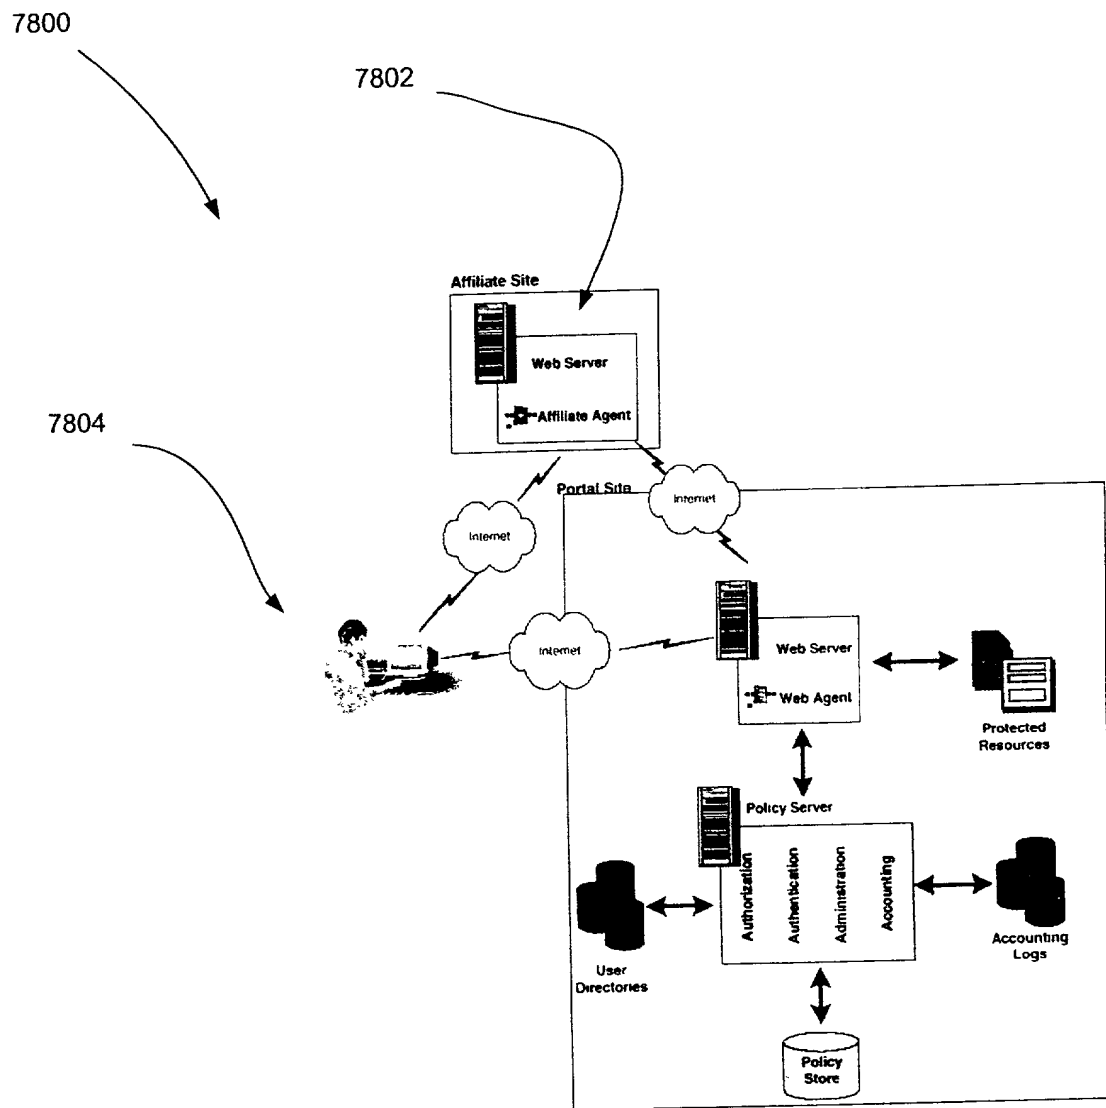 7800
7802
Affiliate Site
Web Server
Affiliate Agent
7804
Portal Site
Internet
Internet
Internet
Web Server
Web Agent
Protected
Resources
Policy Server
Authorization
Authentication
Administration
Accounting
User
Directories
Accounting
Logs
Policy
Store